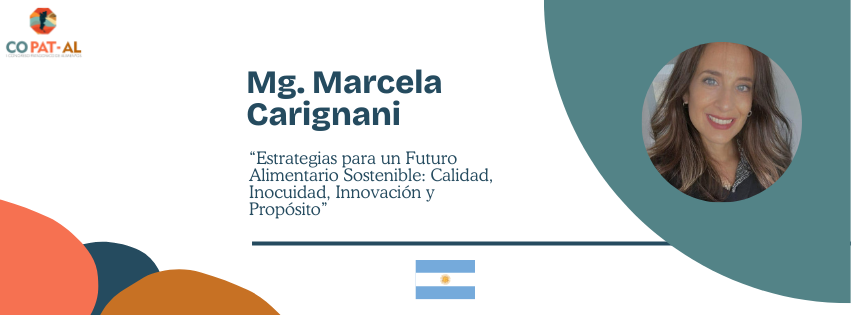 CO PAT-AL
Mg. Marcela
Carignani
“Estrategias para un Futuro
Alimentario Sostenible: Calidad,
Inocuidad, Innovación y
Propósito”